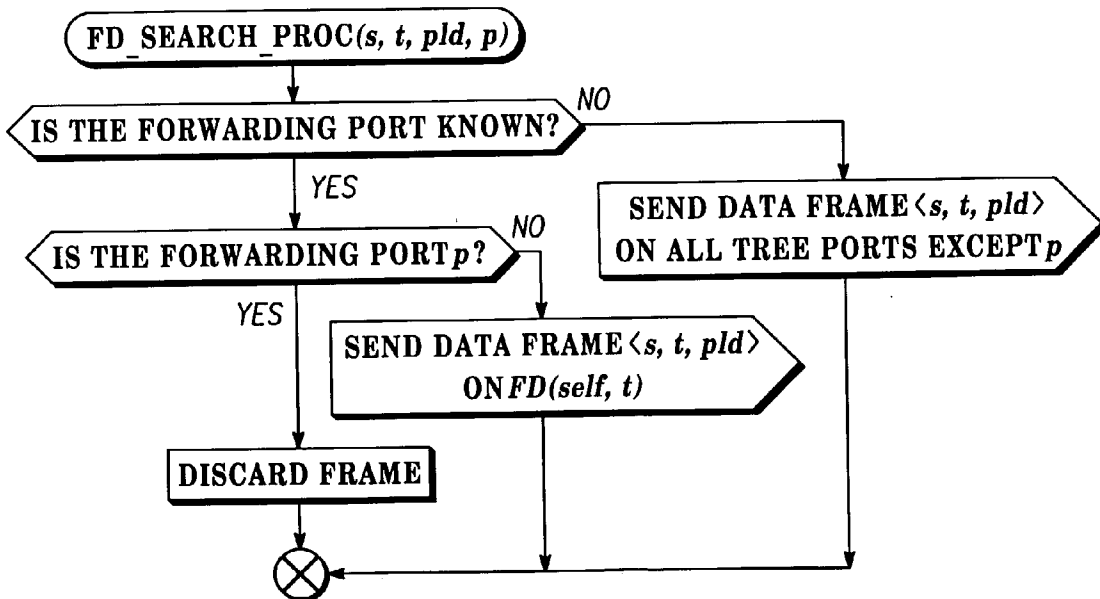 FD_SEARCH_PROC(s, t, pld, p)
IS THE FORWARDING PORT KNOWN?
NO
YES
SEND DATA FRAME〈s, t, pld〉
ON ALL TREE PORTS EXCEPT p
IS THE FORWARDING PORT p?
NO
YES
SEND DATA FRAME〈s, t, pld〉
ON FD(self, t)
DISCARD FRAME